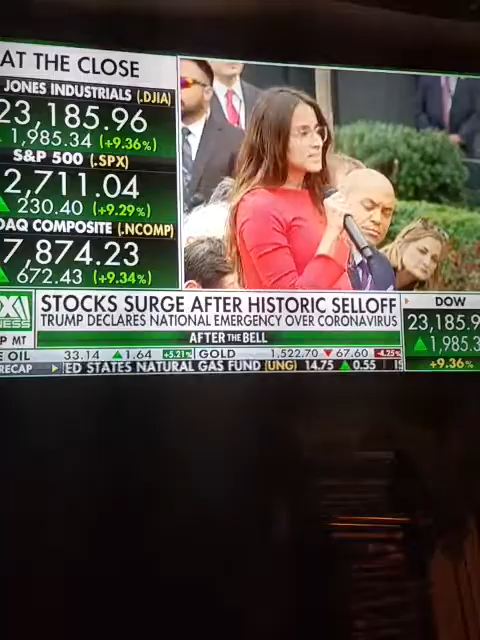 AT THE CLOSE
JONES INDUSTRIALS (.DJIA)
23,185.96
1,985.34 (+9.36%)
S&P 500 (.SPX)
2,711.04
230.40 (+9.29%)
DAQ COMPOSITE (.NCOMP)
7,874.23
672.43 (+9.34%)
STOCKS SURGE AFTER HISTORIC SELLOFF
TRUMP DECLARES NATIONAL EMERGENCY OVER CORONAVIRUS
AFTER THE BELL
NESS
P MT
DOW
23,185.9
1,985.3
+9.36%
E OIL 33.14 1.64 +5.21% GOLD 1,522.70 67.60 -4.25%
RECAP ED STATES NATURAL GAS FUND (UNG) 14.75 0.55